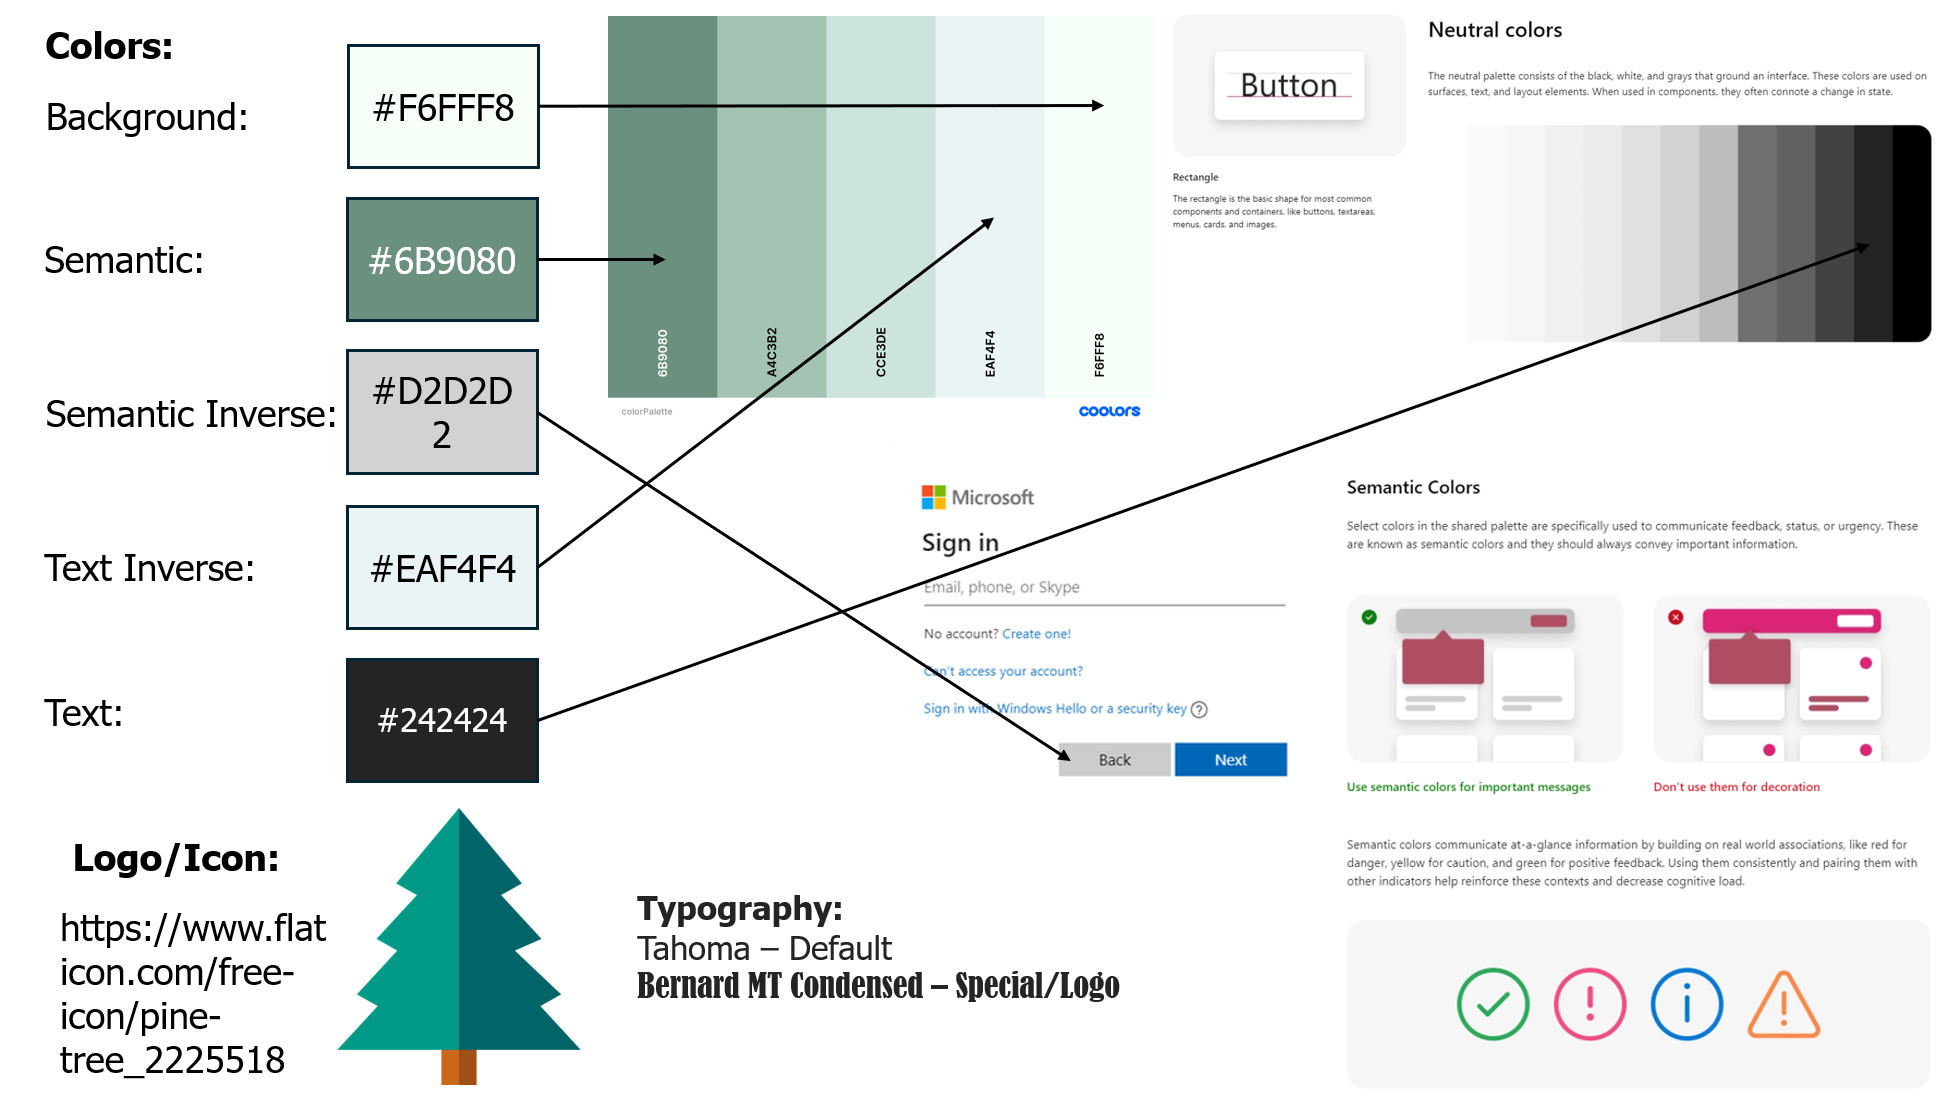 Colors:
Background:
#F6FFF8
Semantic:
#6B9080
Semantic Inverse:
#D2D2D
2
Text Inverse:
#EAF4F4
Text:
#242424
6B9080
A4C3B2
CCE3DE
EAF4F4
F6FFF8
colorPalette
coolors
Button
Rectangle
The rectangle is the basic shape for most common
components and containers, like buttons, textareas,
menus, cards, and images.
Neutral colors
The neutral palette consists of the black, white, and grays that ground an interface. These colors are used on
surfaces, text, and layout elements. When used in components, they often connote a change in state.
Microsoft
Sign in
Email, phone, or Skype
No account? Create one!
Can't access your account?
Sign in with Windows Hello or a security key ?
Back
Next
Semantic Colors
Select colors in the shared palette are specifically used to communicate feedback, status, or urgency. These
are known as semantic colors and they should always convey important information.
Use semantic colors for important messages
Don't use them for decoration
Semantic colors communicate at-a-glance information by building on real world associations, like red for
danger, yellow for caution, and green for positive feedback. Using them consistently and pairing them with
other indicators help reinforce these contexts and decrease cognitive load.
Logo/Icon:
https://www.flat
icon.com/free-
icon/pine-
tree_2225518
Typography:
Tahoma – Default
Bernard MT Condensed – Special/Logo